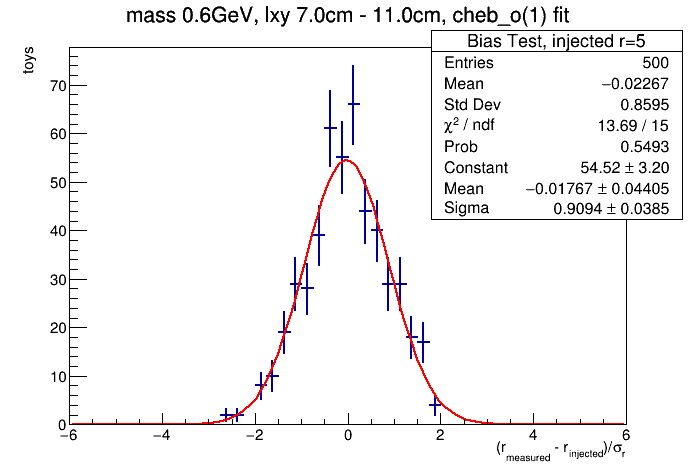 mass 0.6GeV, lxy 7.0cm - 11.0cm, cheb_o(1) fit
Bias Test, injected r=5
Entries 500
Mean −0.02267
Std Dev 0.8595
χ² / ndf 13.69 / 15
Prob 0.5493
Constant 54.52 ± 3.20
Mean −0.01767 ± 0.04405
Sigma 0.9094 ± 0.0385
toys
70
60
50
40
30
20
10
0
−6 −4 −2 0 2 4 6
(r_measured - r_injected)/σ_r